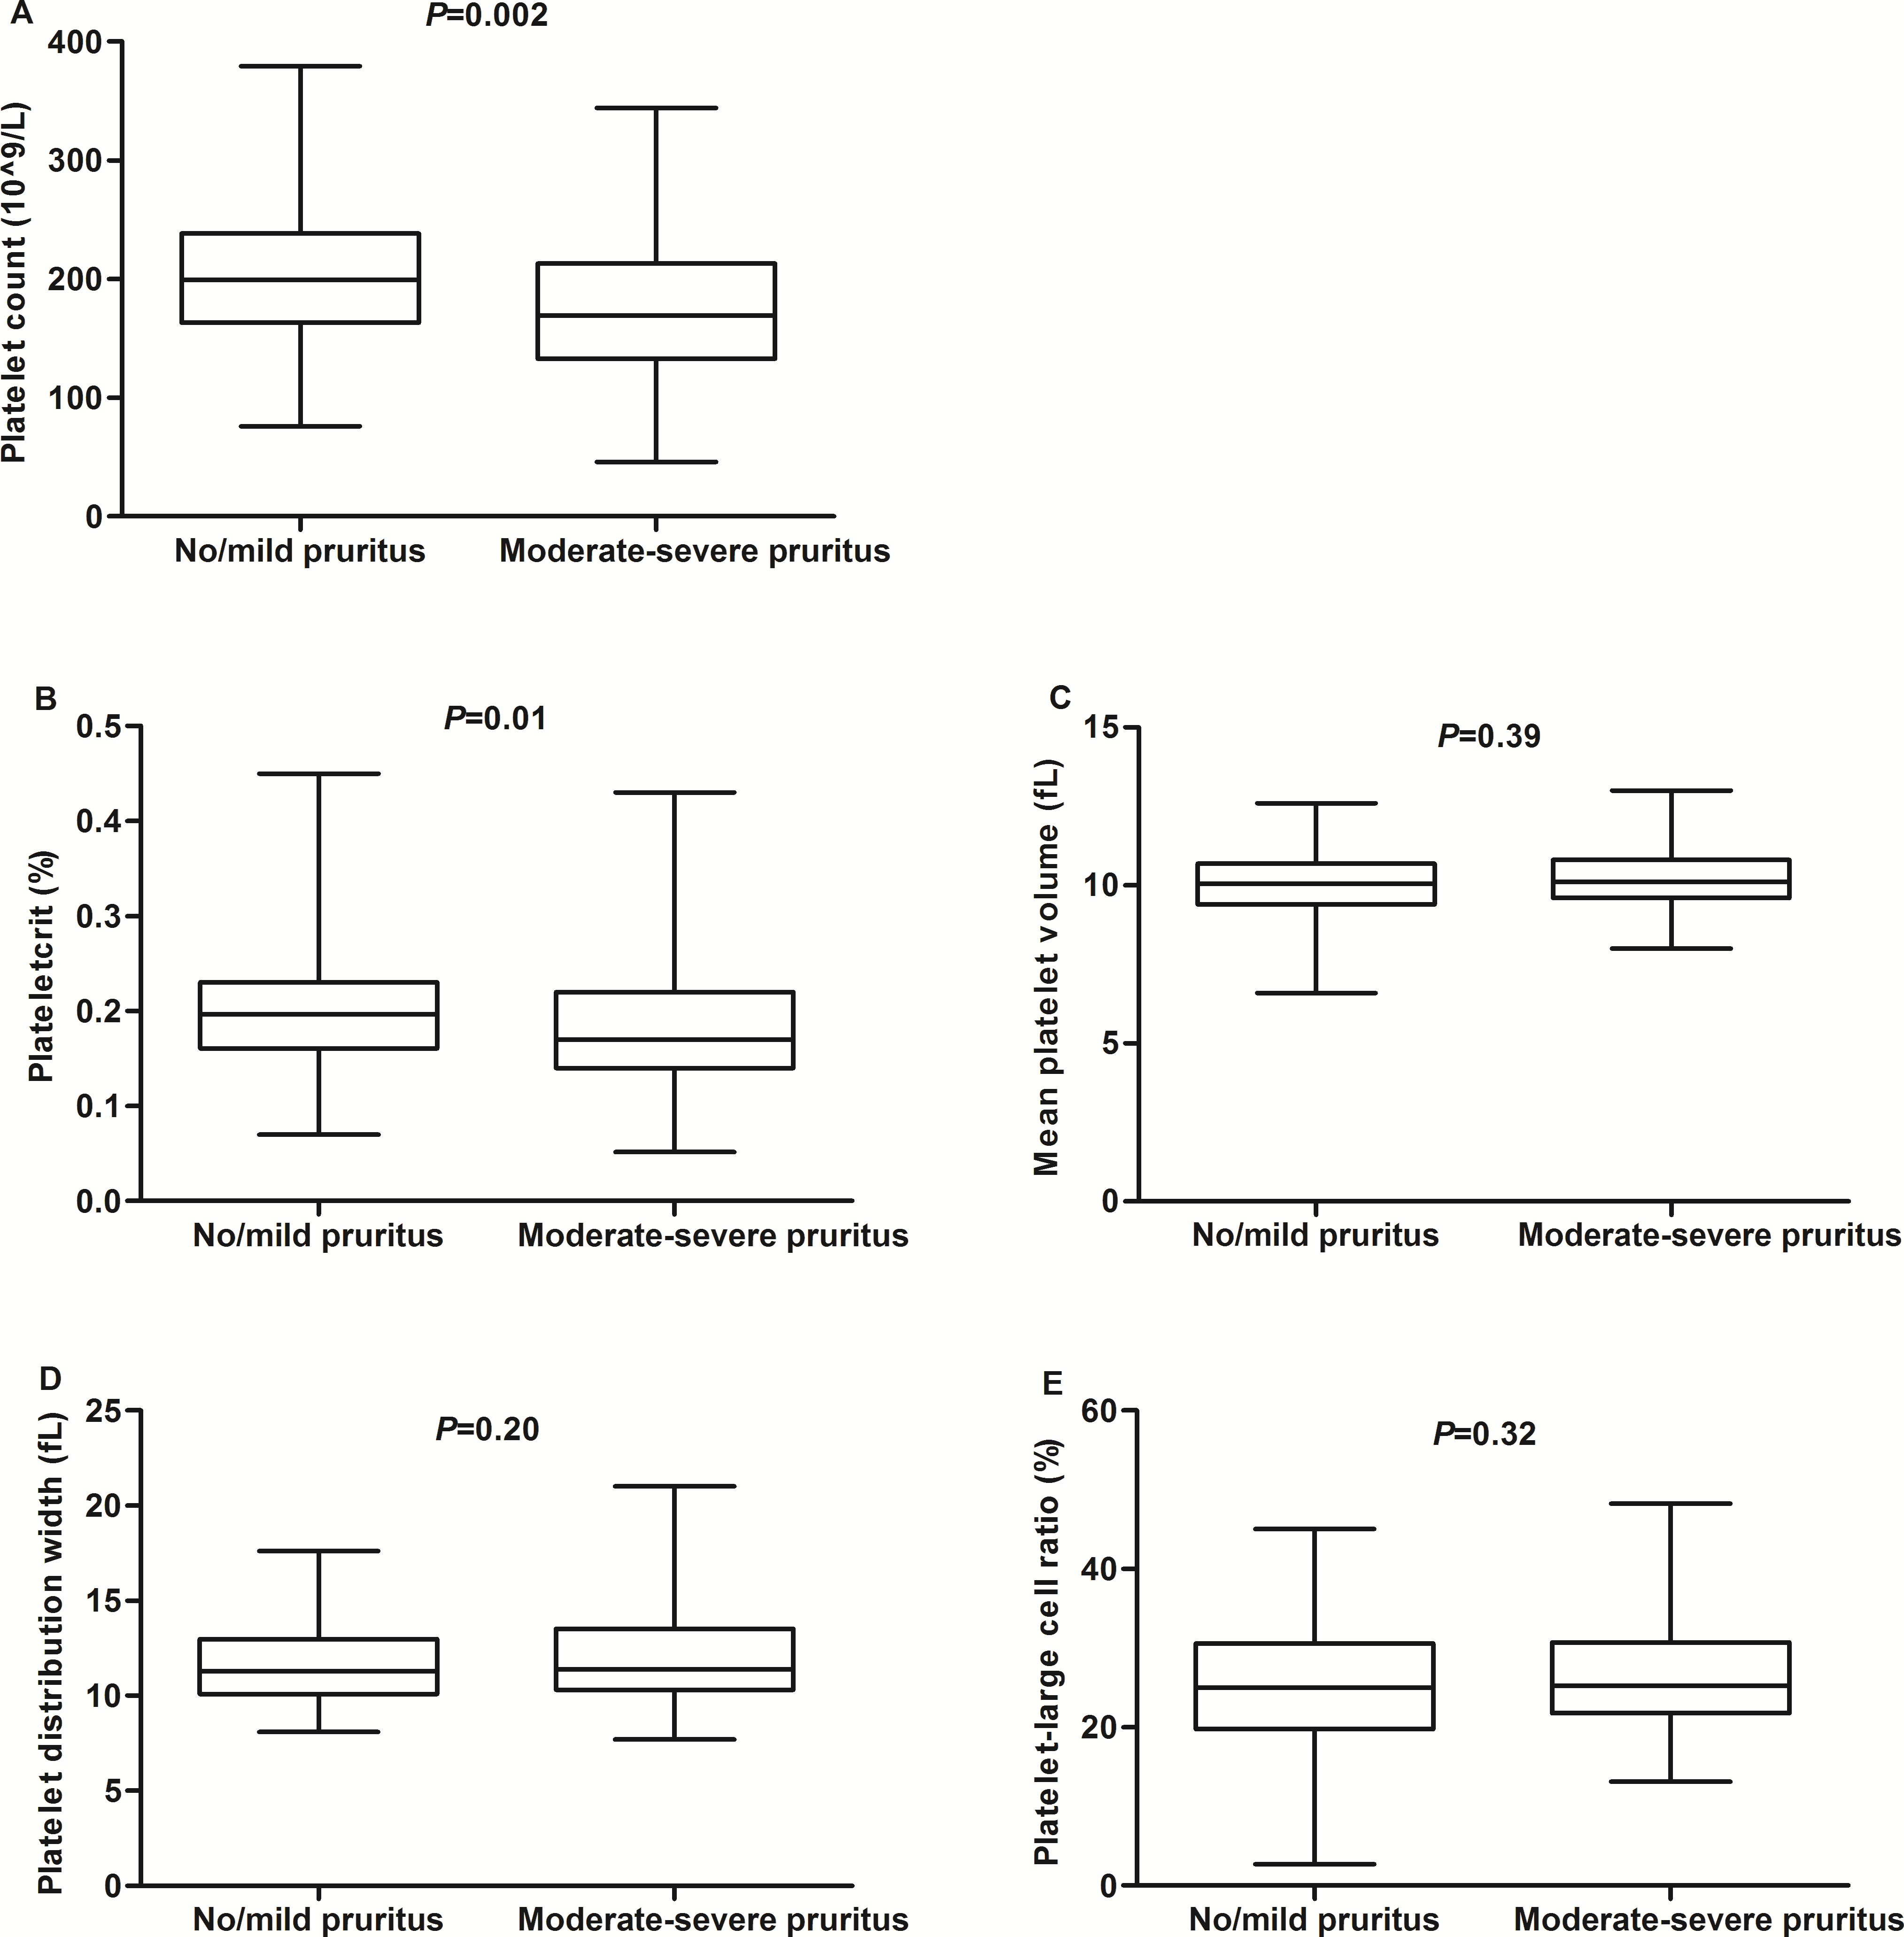 A
P=0.002
Platelet count (10^9/L)
400
300
200
100
0
No/mild pruritus
Moderate-severe pruritus
B
P=0.01
Plateletcrit (%)
0.5
0.4
0.3
0.2
0.1
0.0
No/mild pruritus
Moderate-severe pruritus
C
P=0.39
Mean platelet volume (fL)
15
10
5
0
No/mild pruritus
Moderate-severe pruritus
D
P=0.20
Platelet distribution width (fL)
25
20
15
10
5
0
No/mild pruritus
Moderate-severe pruritus
E
P=0.32
Platelet-large cell ratio (%)
60
40
20
0
No/mild pruritus
Moderate-severe pruritus